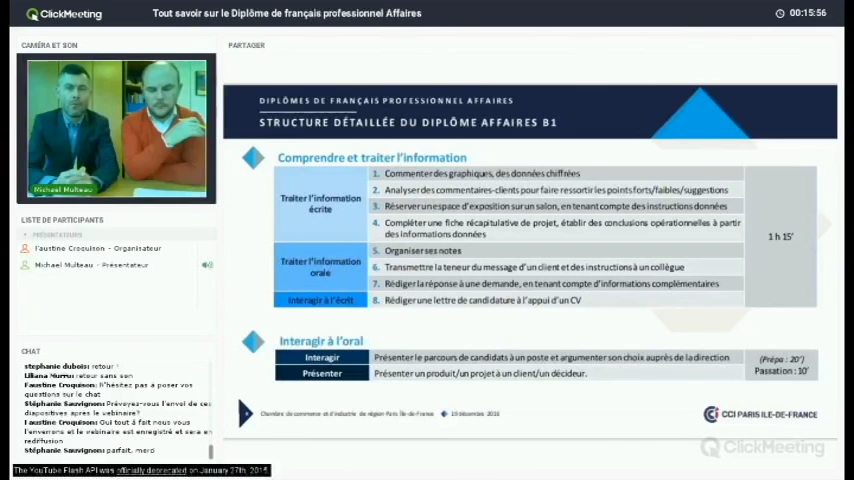 ClickMeeting
Tout savoir sur le Diplôme de français professionnel Affaires
00:15:56
CAMÉRA ET SON
Michael Multeau
LISTE DE PARTICIPANTS
PRÉSENTATEURS
Faustine Croquison - Organisateur
Michael Multeau - Présentateur
CHAT
stephanie dubois: retour
retour sans son
Faustine Croquison: N'hésitez pas à poser vos
questions sur le chat
Stéphanie Sauvignon: Prévoyez-vous l'envoi de ces
diapositives après le webinaire?
Faustine Croquison: Oui tout à fait nous vous
l'enverrons et le webinaire est enregistré et sera en
rediffusion
Stéphanie Sauvignon: parfait, merci
The YouTube Flash API was officially deprecated on January 27th, 2015
PARTAGER
DIPLÔMES DE FRANÇAIS PROFESSIONNEL AFFAIRES
STRUCTURE DÉTAILLÉE DU DIPLÔME AFFAIRES B1
Comprendre et traiter l'information
Traiter l'information
écrite
1. Commenter des graphiques, des données chiffrées
2. Analyser des commentaires-clients pour faire ressortir les points forts/faibles/suggestions
3. Réserver un espace d'exposition sur un salon, en tenant compte des instructions données
4. Compléter une fiche récapitulative de projet, établir des conclusions opérationnelles à partir
des informations données
1 h 15'
Traiter l'information
orale
5. Organiser ses notes
6. Transmettre la teneur du message d'un client et des instructions à un collègue
7. Rédiger la réponse à une demande, en tenant compte d'informations complémentaires
Interagir à l'écrit
8. Rédiger une lettre de candidature à l'appui d'un CV
Interagir à l'oral
Interagir
Présenter le parcours de candidats à un poste et argumenter son choix auprès de la direction
Présenter
Présenter un produit/un projet à un client/un décideur.
(Prépa : 20')
Passation : 10'
Chambre de commerce et d'industrie de région Paris Île-de-France
19 décembre 2016
CCI PARIS ILE-DE-FRANCE
ClickMeeting